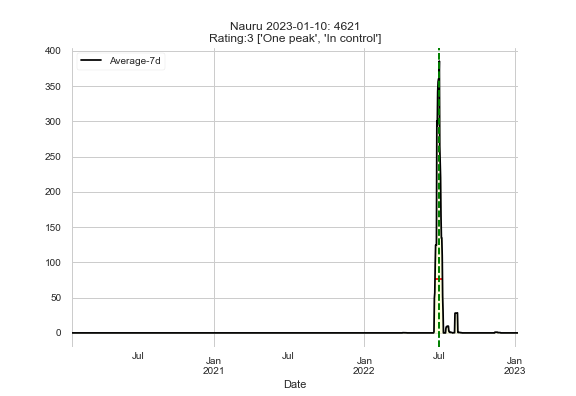 Nauru 2023-01-10: 4621
Rating:3 ['One peak', 'In control']
Average-7d
400
350
300
250
200
150
100
50
0
Jul
Jan
2021
Jul
Jan
2022
Jul
Jan
2023
Date